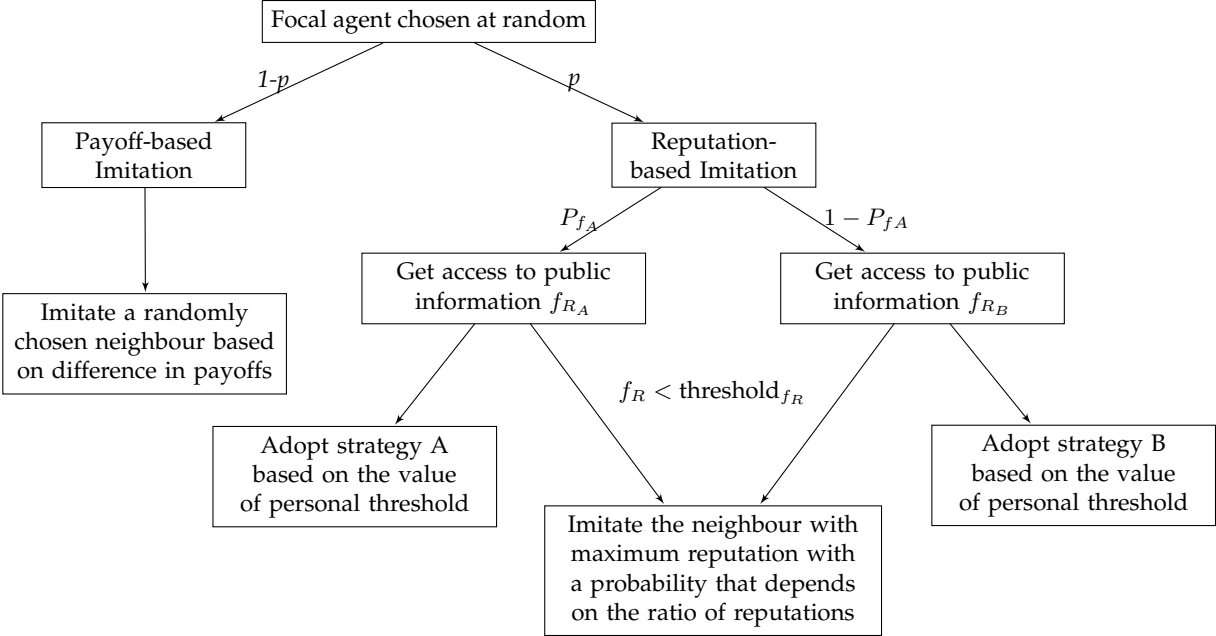 Focal agent chosen at random
1-p
p
Payoff-based
Imitation
Reputation-
based Imitation
P_{f_A}
1 − P_{fA}
Get access to public
information f_{R_A}
Get access to public
information f_{R_B}
Imitate a randomly
chosen neighbour based
on difference in payoffs
f_R < threshold_{f_R}
Adopt strategy A
based on the value
of personal threshold
Adopt strategy B
based on the value
of personal threshold
Imitate the neighbour with
maximum reputation with
a probability that depends
on the ratio of reputations